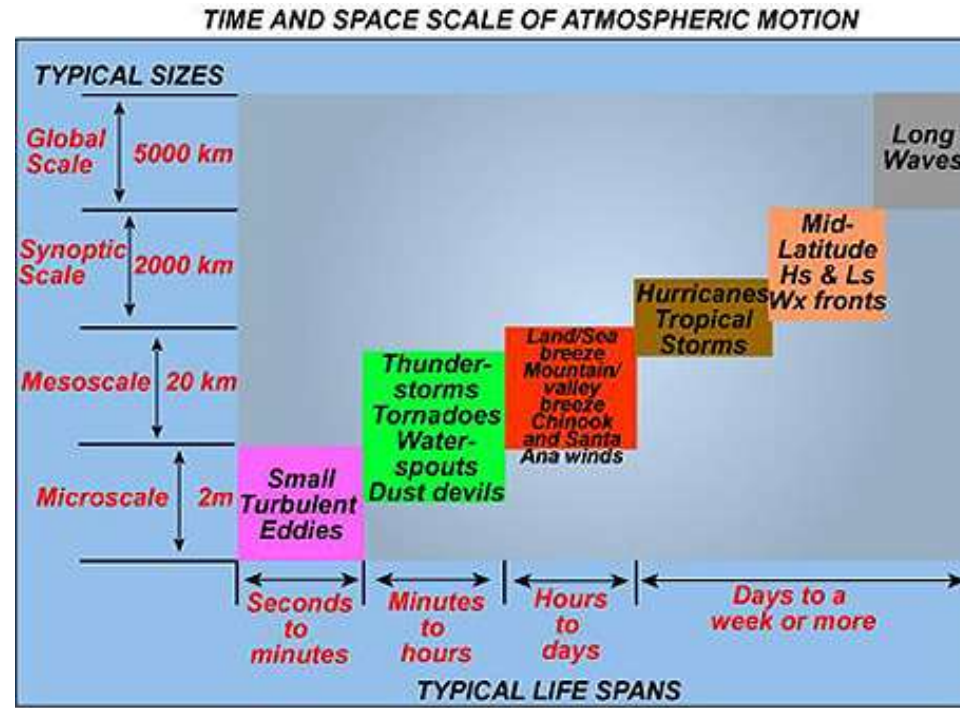 TIME AND SPACE SCALE OF ATMOSPHERIC MOTION
TYPICAL SIZES
Global
Scale
5000 km
Synoptic
Scale
2000 km
Mesoscale
20 km
Microscale
2m
Long
Waves
Mid-
Latitude
Hs & Ls
Wx fronts
Hurricanes
Tropical
Storms
Land/Sea
breeze
Mountain/
valley
breeze
Chinook
and Santa
Ana winds
Thunder-
storms
Tornadoes
Water-
spouts
Dust devils
Small
Turbulent
Eddies
Seconds
to
minutes
Minutes
to
hours
Hours
to
days
Days to a
week or more
TYPICAL LIFE SPANS